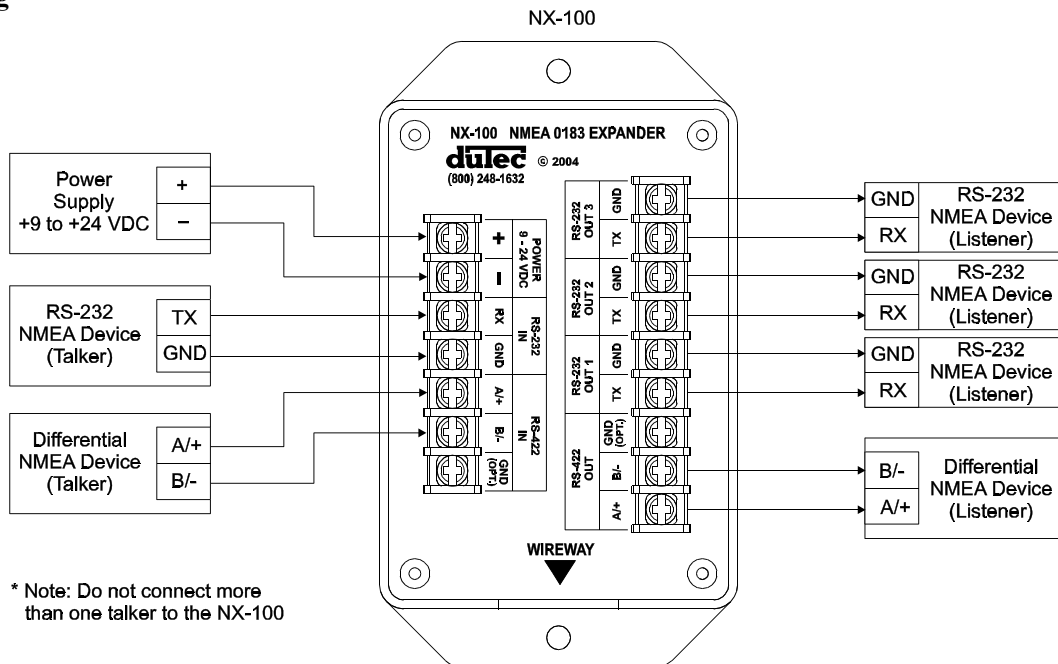 g
NX-100
NX-100 NMEA 0183 EXPANDER
dutec © 2004
(800) 248-1632
Power
Supply
+9 to +24 VDC
+
–
RS-232
NMEA Device
(Talker)
TX
GND
Differential
NMEA Device
(Talker)
A/+
B/-
+
–
POWER
9 - 24 VDC
RX
GND
RS-232
IN
A/+
B/-
GND
(OPT.)
RS-422
IN
RS-232
OUT 3
GND
TX
RS-232
OUT 2
GND
TX
RS-232
OUT 1
GND
TX
RS-422
OUT
GND
(OPT.)
B/-
A/+
GND
RX
RS-232
NMEA Device
(Listener)
GND
RX
RS-232
NMEA Device
(Listener)
GND
RX
RS-232
NMEA Device
(Listener)
B/-
A/+
Differential
NMEA Device
(Listener)
WIREWAY
* Note: Do not connect more
than one talker to the NX-100